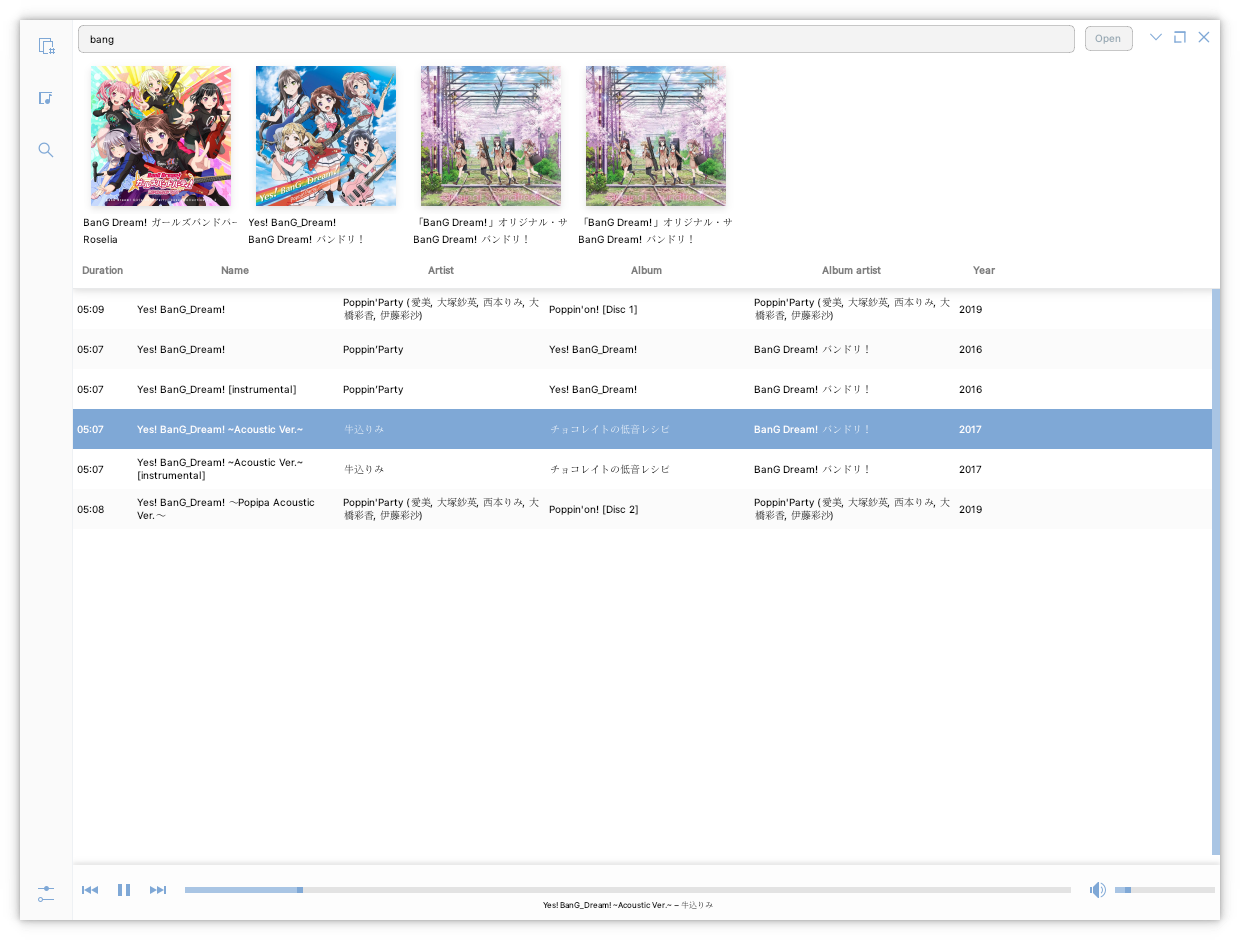 bang
Open
BanG Dream! ガールズバンドパー
Roselia
Yes! BanG_Dream!
BanG Dream! バンドリ！
「BanG Dream!」オリジナル・サ
BanG Dream! バンドリ！
「BanG Dream!」オリジナル・サ
BanG Dream! バンドリ！
Duration Name Artist Album Album artist Year
05:09 Yes! BanG_Dream! Poppin'Party (愛美, 大塚紗英, 西本りみ, 大橋彩香, 伊藤彩沙) Poppin'on! [Disc 1] Poppin'Party (愛美, 大塚紗英, 西本りみ, 大橋彩香, 伊藤彩沙) 2019
05:07 Yes! BanG_Dream! Poppin’Party Yes! BanG_Dream! BanG Dream! バンドリ！ 2016
05:07 Yes! BanG_Dream! [instrumental] Poppin’Party Yes! BanG_Dream! BanG Dream! バンドリ！ 2016
05:07 Yes! BanG_Dream! ~Acoustic Ver.~ 牛込りみ チョコレイトの低音レシピ BanG Dream! バンドリ！ 2017
05:07 Yes! BanG_Dream! ~Acoustic Ver.~ [instrumental] 牛込りみ チョコレイトの低音レシピ BanG Dream! バンドリ！ 2017
05:08 Yes! BanG_Dream! 〜Popipa Acoustic Ver.〜 Poppin'Party (愛美, 大塚紗英, 西本りみ, 大橋彩香, 伊藤彩沙) Poppin'on! [Disc 2] Poppin'Party (愛美, 大塚紗英, 西本りみ, 大橋彩香, 伊藤彩沙) 2019
Yes! BanG_Dream! ~Acoustic Ver.~ – 牛込りみ